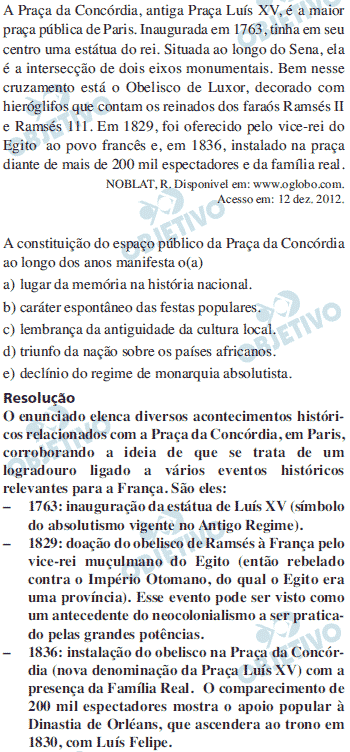 A Praça da Concórdia, antiga Praça Luís XV, é a maior
praça pública de Paris. Inaugurada em 1763, tinha em seu
centro uma estátua do rei. Situada ao longo do Sena, ela
é a intersecção de dois eixos monumentais. Bem nesse
cruzamento está o Obelisco de Luxor, decorado com
hieróglifos que contam os reinados dos faraós Ramsés II
e Ramsés 111. Em 1829, foi oferecido pelo vice-rei do
Egito ao povo francês e, em 1836, instalado na praça
diante de mais de 200 mil espectadores e da família real.
NOBLAT, R. Disponivel em: www.oglobo.com.
Acesso em: 12 dez. 2012.
A constituição do espaço público da Praça da Concórdia
ao longo dos anos manifesta o(a)
a) lugar da memória na história nacional.
b) caráter espontâneo das festas populares.
c) lembrança da antiguidade da cultura local.
d) triunfo da nação sobre os países africanos.
e) declínio do regime de monarquia absolutista.
Resolução
O enunciado elenca diversos acontecimentos históri-
cos relacionados com a Praça da Concórdia, em Paris,
corroborando a ideia de que se trata de um
logradouro ligado a vários eventos históricos
relevantes para a França. São eles:
– 1763: inauguração da estátua de Luís XV (símbolo
do absolutismo vigente no Antigo Regime).
– 1829: doação do obelisco de Ramsés à França pelo
vice-rei muçulmano do Egito (então rebelado
contra o Império Otomano, do qual o Egito era
uma província). Esse evento pode ser visto como
um antecedente do neocolonialismo a ser pratica-
do pelas grandes potências.
– 1836: instalação do obelisco na Praça da Concór-
dia (nova denominação da Praça Luís XV) com a
presença da Família Real. O comparecimento de
200 mil espectadores mostra o apoio popular à
Dinastia de Orléans, que ascendera ao trono em
1830, com Luís Felipe.
OBJETIVO
OBJETIVO
OBJETIVO
OBJETIVO
OBJETIVO
OBJETIVO